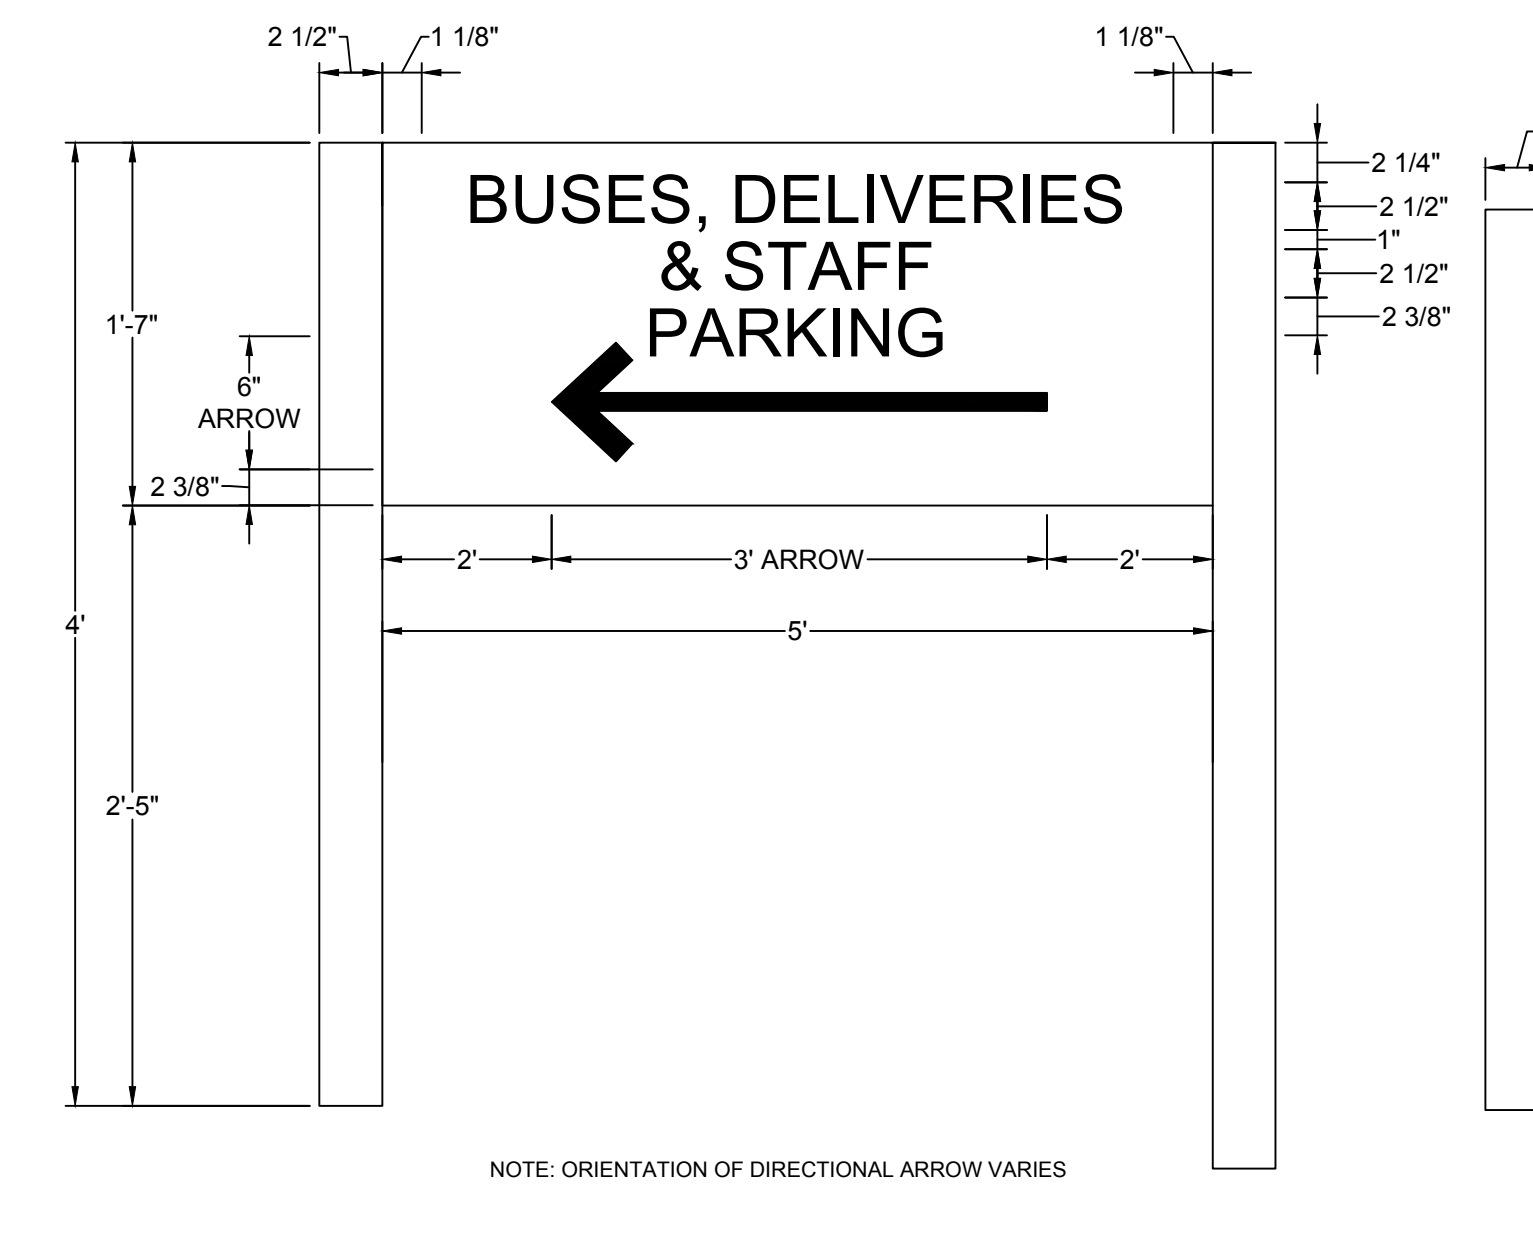 2 1/2"
1 1/8"
1 1/8"
BUSES, DELIVERIES
& STAFF
PARKING
2 1/4"
2 1/2"
1"
2 1/2"
2 3/8"
1'-7"
6"
ARROW
2 3/8"
2'
3' ARROW
2'
4'
5'
2'-5"
NOTE: ORIENTATION OF DIRECTIONAL ARROW VARIES